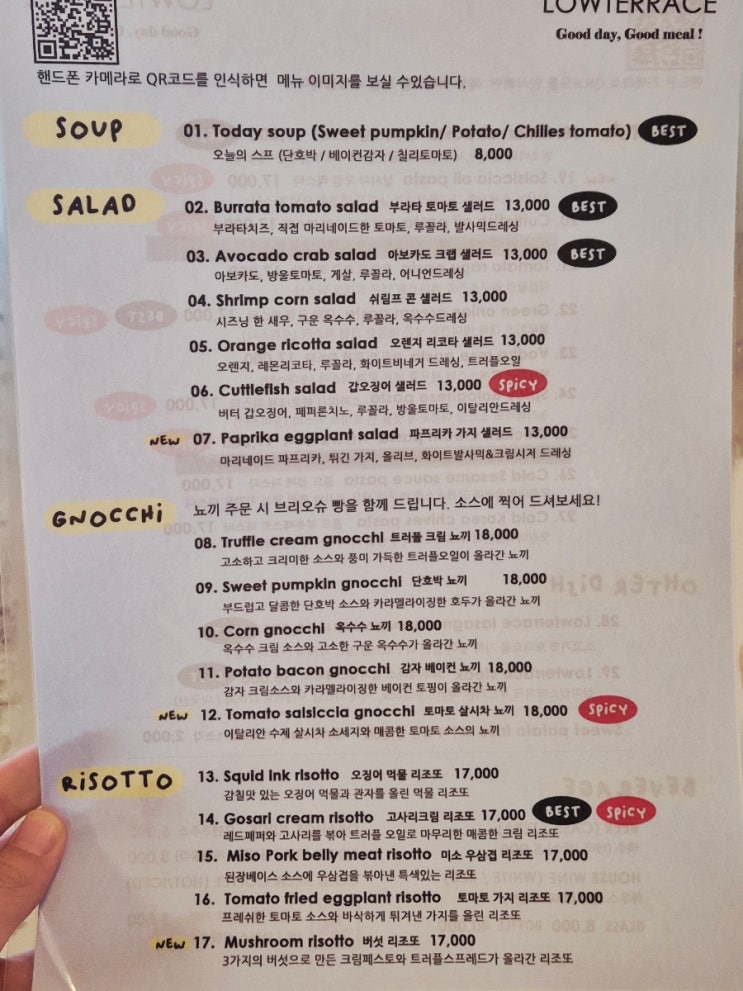 LOWTERRACE
Good day, Good meal !
핸드폰 카메라로 QR코드를 인식하면 메뉴 이미지를 보실 수있습니다.
SOUP
01. Today soup (Sweet pumpkin/ Potato/ Chilles tomato) BEST
오늘의 스프 (단호박 / 베이컨감자 / 칠리토마토) 8,000
SALAD
02. Burrata tomato salad 부라타 토마토 샐러드 13,000 BEST
부라타치즈, 직접 마리네이드한 토마토, 루꼴라, 발사믹드레싱
03. Avocado crab salad 아보카도 크랩 샐러드 13,000 BEST
아보카도, 방울토마토, 게살, 루꼴라, 어니언드레싱
04. Shrimp corn salad 쉬림프 콘 샐러드 13,000
시즈닝 한 새우, 구운 옥수수, 루꼴라, 옥수수드레싱
05. Orange ricotta salad 오렌지 리코타 샐러드 13,000
오렌지, 레몬리코타, 루꼴라, 화이트비네거 드레싱, 트러플오일
06. Cuttlefish salad 갑오징어 샐러드 13,000 SPICY
버터 갑오징어, 페퍼론치노, 루꼴라, 방울토마토, 이탈리안드레싱
NEW 07. Paprika eggplant salad 파프리카 가지 샐러드 13,000
마리네이드 파프리카, 튀긴 가지, 올리브, 화이트발사믹&크림시저 드레싱
GNOCCHI 뇨끼 주문 시 브리오슈 빵을 함께 드립니다. 소스에 찍어 드셔보세요!
08. Truffle cream gnocchi 트러플 크림 뇨끼 18,000
고소하고 크리미한 소스와 풍미 가득한 트러플오일이 올라간 뇨끼
09. Sweet pumpkin gnocchi 단호박 뇨끼 18,000
부드럽고 달콤한 단호박 소스와 카라멜라이징한 호두가 올라간 뇨끼
10. Corn gnocchi 옥수수 뇨끼 18,000
옥수수 크림 소스와 고소한 구운 옥수수가 올라간 뇨끼
11. Potato bacon gnocchi 감자 베이컨 뇨끼 18,000
감자 크림소스와 카라멜라이징한 베이컨 토핑이 올라간 뇨끼
NEW 12. Tomato salsiccia gnocchi 토마토 살시챠 뇨끼 18,000 SPICY
이탈리안 수제 살시챠 소세지와 매콤한 토마토 소스의 뇨끼
RISOTTO
13. Squid ink risotto 오징어 먹물 리조또 17,000
감칠맛 있는 오징어 먹물과 관자를 올린 먹물 리조또
14. Gosari cream risotto 고사리크림 리조또 17,000 BEST SPICY
레드페퍼와 고사리를 볶아 트러플 오일로 마무리한 매콤한 크림 리조또
15. Miso Pork belly meat risotto 미소 우삼겹 리조또 17,000
된장베이스 소스에 우삼겹을 볶아낸 특색있는 리조또
16. Tomato fried eggplant risotto 토마토 가지 리조또 17,000
프레쉬한 토마토 소스와 바삭하게 튀겨낸 가지를 올린 리조또
NEW 17. Mushroom risotto 버섯 리조또 17,000
3가지의 버섯으로 만든 크림페스토와 트러플스프레드가 올라간 리조또